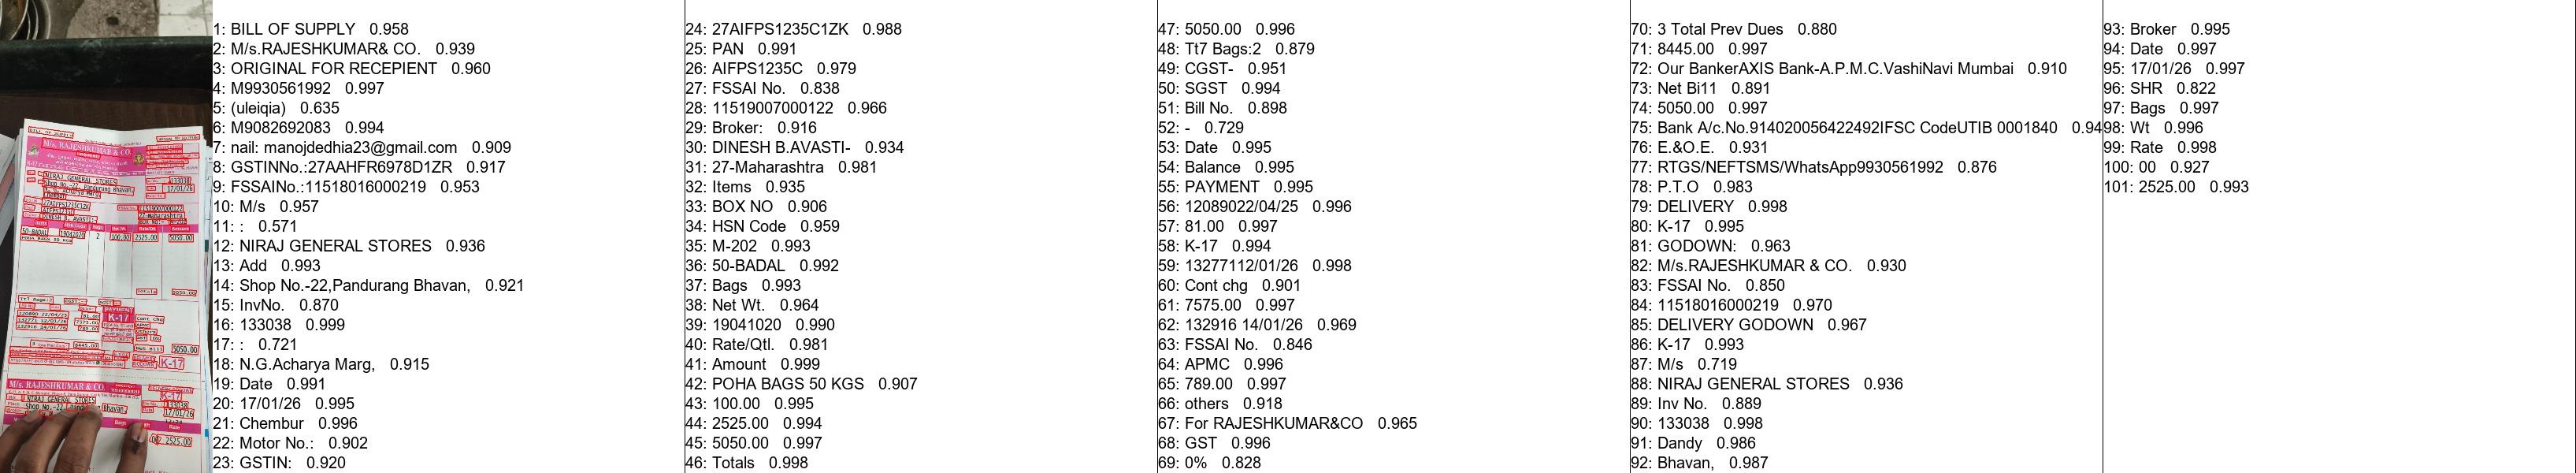 1: BILL OF SUPPLY 0.958
2: M/s.RAJESHKUMAR& CO. 0.939
3: ORIGINAL FOR RECEPIENT 0.960
4: M9930561992 0.997
5: (uleiqia) 0.635
6: M9082692083 0.994
7: nail: manojdedhia23@gmail.com 0.909
8: GSTINNo.:27AAHFR6978D1ZR 0.917
9: FSSAINo.:11518016000219 0.953
10: M/s 0.957
11: : 0.571
12: NIRAJ GENERAL STORES 0.936
13: Add 0.993
14: Shop No.-22,Pandurang Bhavan, 0.921
15: InvNo. 0.870
16: 133038 0.999
17: : 0.721
18: N.G.Acharya Marg, 0.915
19: Date 0.991
20: 17/01/26 0.995
21: Chembur 0.996
22: Motor No.: 0.902
23: GSTIN: 0.920
24: 27AIFPS1235C1ZK 0.988
25: PAN 0.991
26: AIFPS1235C 0.979
27: FSSAI No. 0.838
28: 11519007000122 0.966
29: Broker: 0.916
30: DINESH B.AVASTI- 0.934
31: 27-Maharashtra 0.981
32: Items 0.935
33: BOX NO 0.906
34: HSN Code 0.959
35: M-202 0.993
36: 50-BADAL 0.992
37: Bags 0.993
38: Net Wt. 0.964
39: 19041020 0.990
40: Rate/Qtl. 0.981
41: Amount 0.999
42: POHA BAGS 50 KGS 0.907
43: 100.00 0.995
44: 2525.00 0.994
45: 5050.00 0.997
46: Totals 0.998
47: 5050.00 0.996
48: Tt7 Bags:2 0.879
49: CGST- 0.951
50: SGST 0.994
51: Bill No. 0.898
52: - 0.729
53: Date 0.995
54: Balance 0.995
55: PAYMENT 0.995
56: 12089022/04/25 0.996
57: 81.00 0.997
58: K-17 0.994
59: 13277112/01/26 0.998
60: Cont chg 0.901
61: 7575.00 0.997
62: 132916 14/01/26 0.969
63: FSSAI No. 0.846
64: APMC 0.996
65: 789.00 0.997
66: others 0.918
67: For RAJESHKUMAR&CO 0.965
68: GST 0.996
69: 0% 0.828
70: 3 Total Prev Dues 0.880
71: 8445.00 0.997
72: Our BankerAXIS Bank-A.P.M.C.VashiNavi Mumbai 0.910
73: Net Bi11 0.891
74: 5050.00 0.997
75: Bank A/c.No.914020056422492IFSC CodeUTIB 0001840 0.94
76: E.&O.E. 0.931
77: RTGS/NEFTSMS/WhatsApp9930561992 0.876
78: P.T.O 0.983
79: DELIVERY 0.998
80: K-17 0.995
81: GODOWN: 0.963
82: M/s.RAJESHKUMAR & CO. 0.930
83: FSSAI No. 0.850
84: 11518016000219 0.970
85: DELIVERY GODOWN 0.967
86: K-17 0.993
87: M/s 0.719
88: NIRAJ GENERAL STORES 0.936
89: Inv No. 0.889
90: 133038 0.998
91: Dandy 0.986
92: Bhavan, 0.987
93: Broker 0.995
94: Date 0.997
95: 17/01/26 0.997
96: SHR 0.822
97: Bags 0.997
98: Wt 0.996
99: Rate 0.998
100: 00 0.927
101: 2525.00 0.993